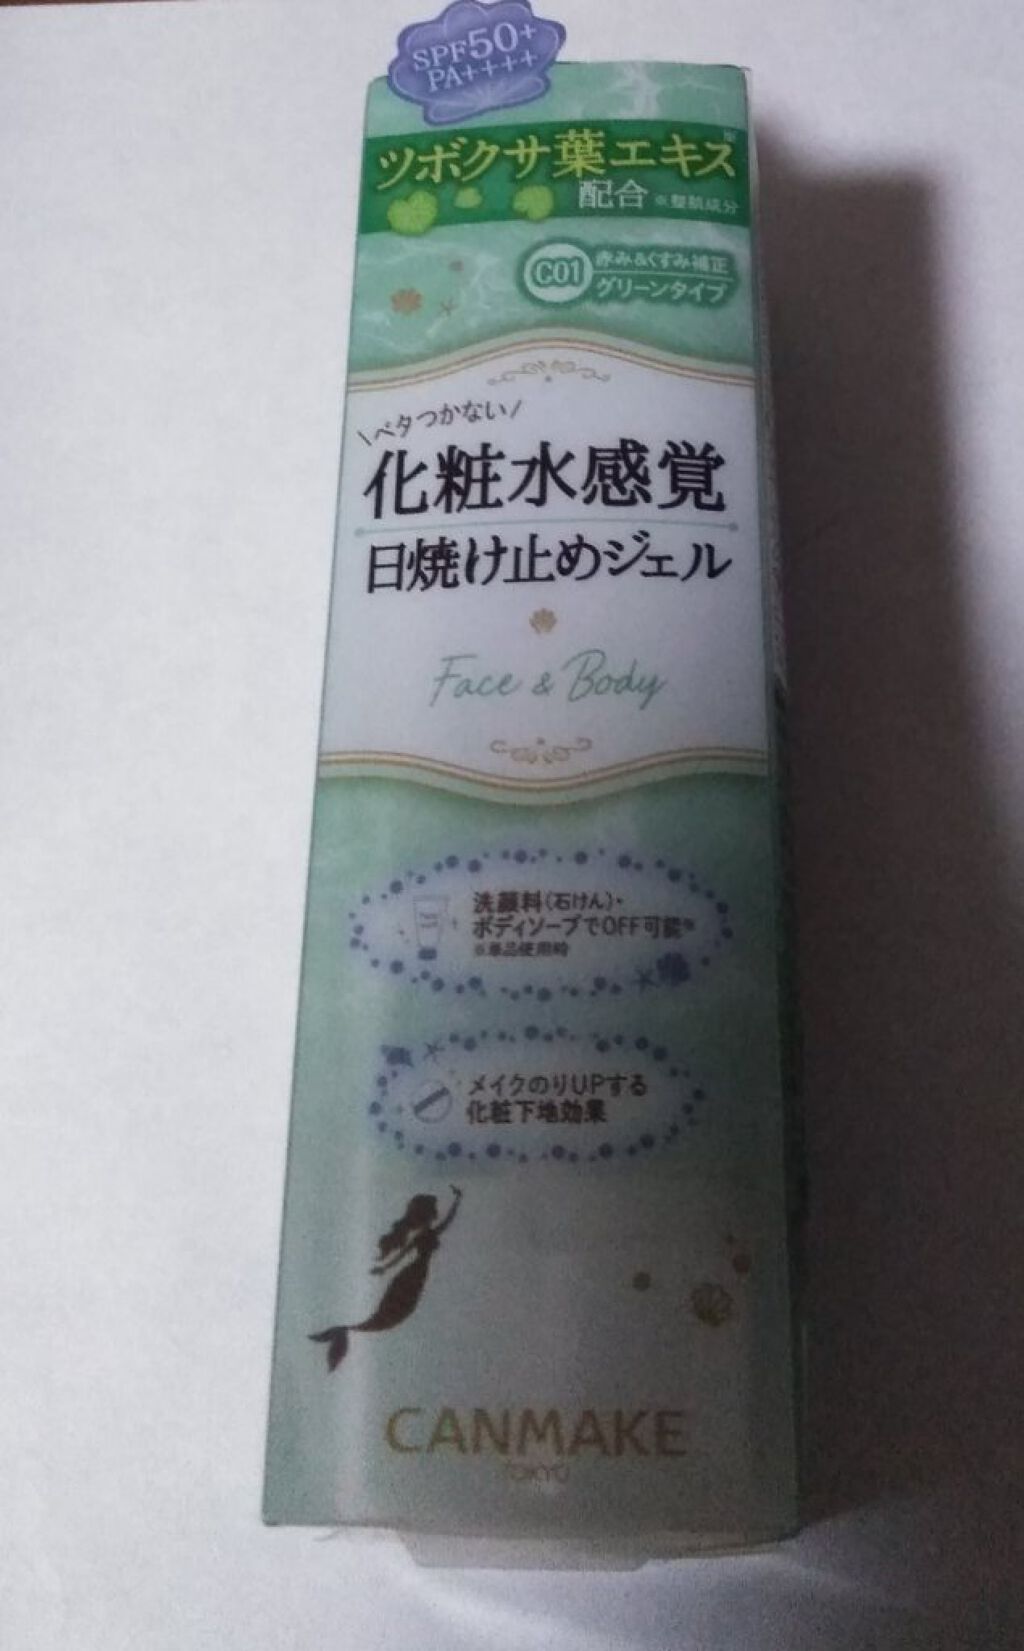 SPF50+
PA++++
ツボクサ葉エキス※
配合 ※整肌成分
C01 赤み&くすみ補正
グリーンタイプ
\ベタつかない/
化粧水感覚
日焼け止めジェル
Face & Body
洗顔料(石けん)・
ボディソープでOFF可能※
※単品使用時
メイクのりUPする
化粧下地効果
CANMAKE
TOKYO